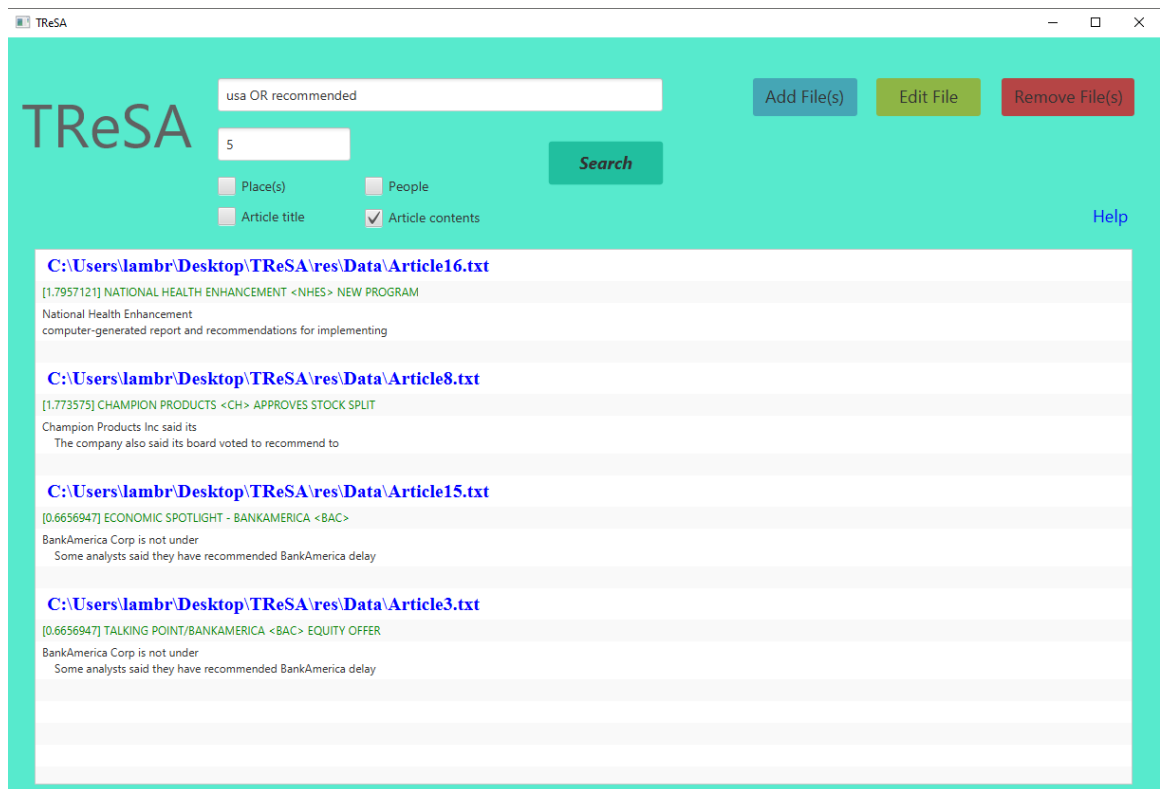 TReSA
usa OR recommended
Add File(s)
Edit File
Remove File(s)
TReSA
5
Search
Place(s)
People
Article title
Article contents
Help
C:\Users\lambr\Desktop\TReSA\res\Data\Article16.txt
[1.7957121] NATIONAL HEALTH ENHANCEMENT <NHES> NEW PROGRAM
National Health Enhancement
computer-generated report and recommendations for implementing
C:\Users\lambr\Desktop\TReSA\res\Data\Article8.txt
[1.773575] CHAMPION PRODUCTS <CH> APPROVES STOCK SPLIT
Champion Products Inc said its
The company also said its board voted to recommend to
C:\Users\lambr\Desktop\TReSA\res\Data\Article15.txt
[0.6656947] ECONOMIC SPOTLIGHT - BANKAMERICA <BAC>
BankAmerica Corp is not under
Some analysts said they have recommended BankAmerica delay
C:\Users\lambr\Desktop\TReSA\res\Data\Article3.txt
[0.6656947] TALKING POINT/BANKAMERICA <BAC> EQUITY OFFER
BankAmerica Corp is not under
Some analysts said they have recommended BankAmerica delay